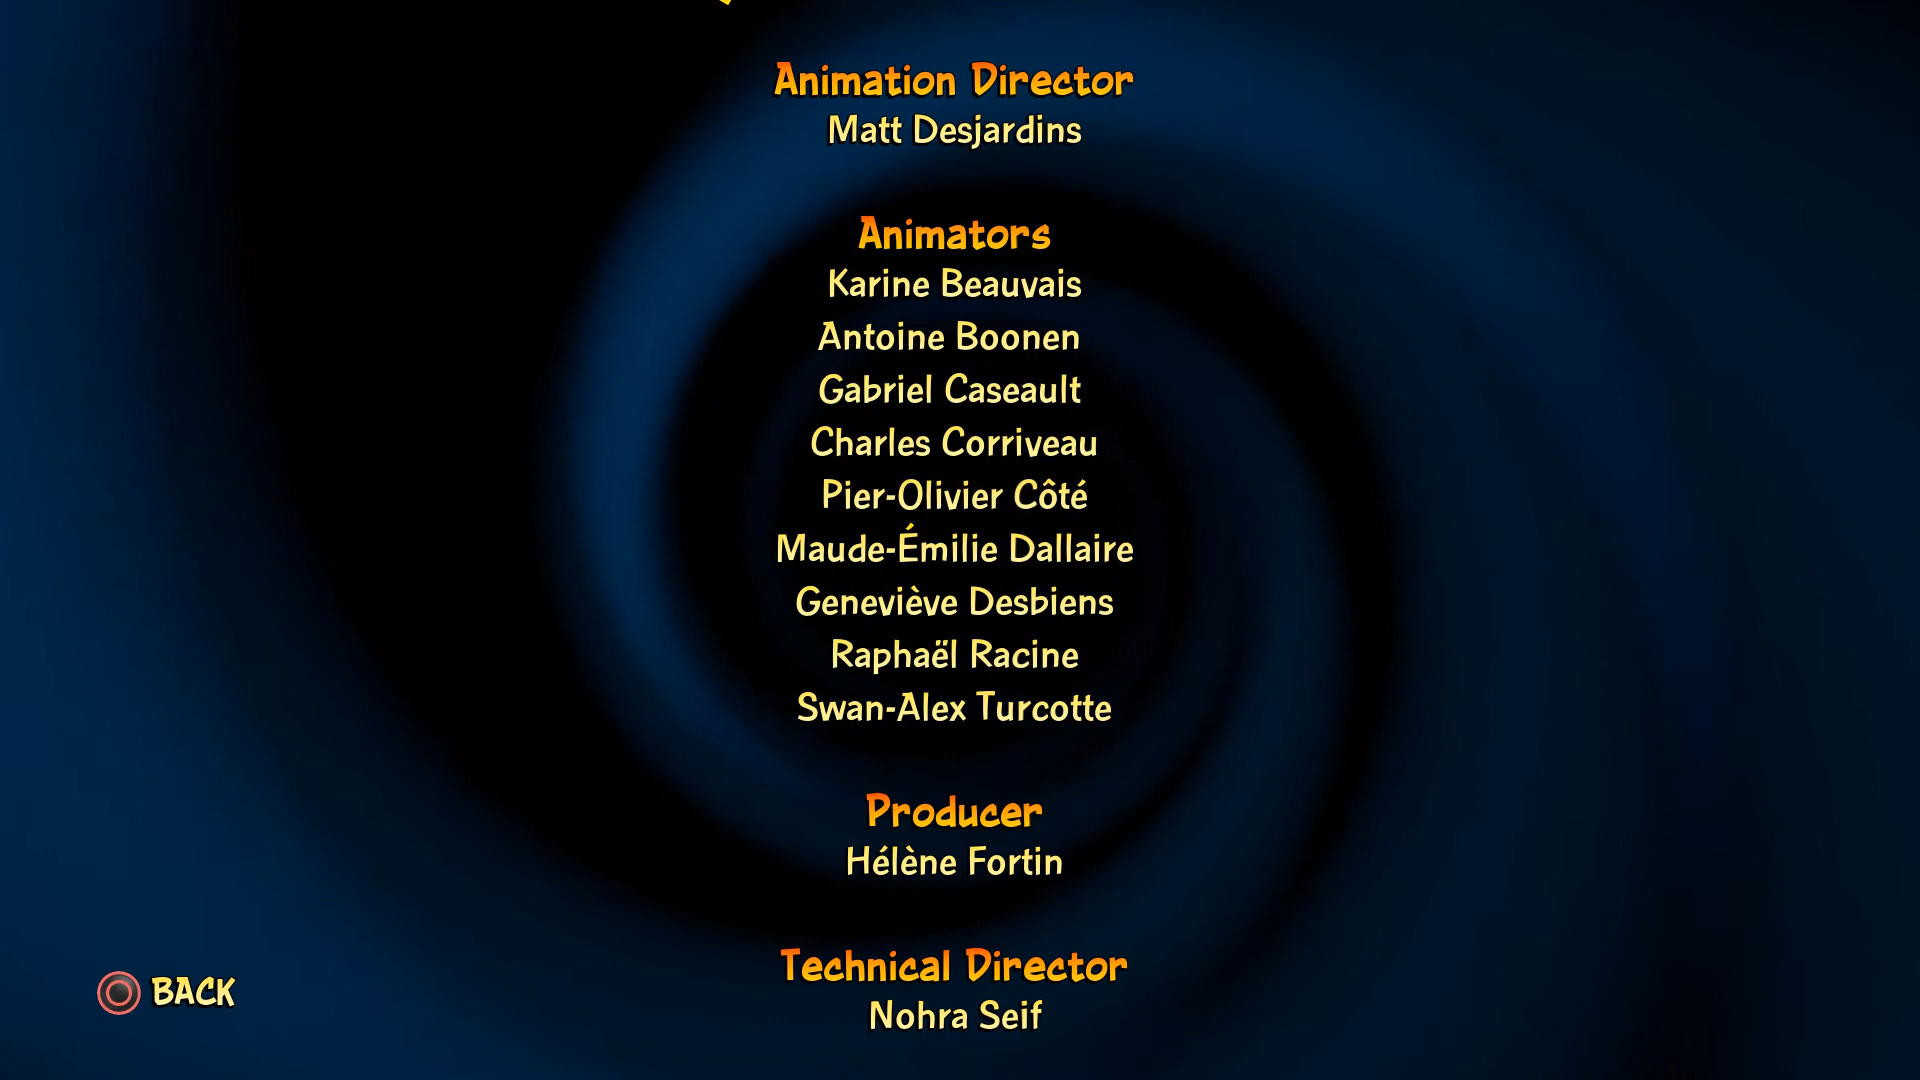 Animation Director
Matt Desjardins
Animators
Karine Beauvais
Antoine Boonen
Gabriel Caseault
Charles Corriveau
Pier-Olivier Côté
Maude-Émilie Dallaire
Geneviève Desbiens
Raphaël Racine
Swan-Alex Turcotte
Producer
Hélène Fortin
Technical Director
Nohra Seif
BACK